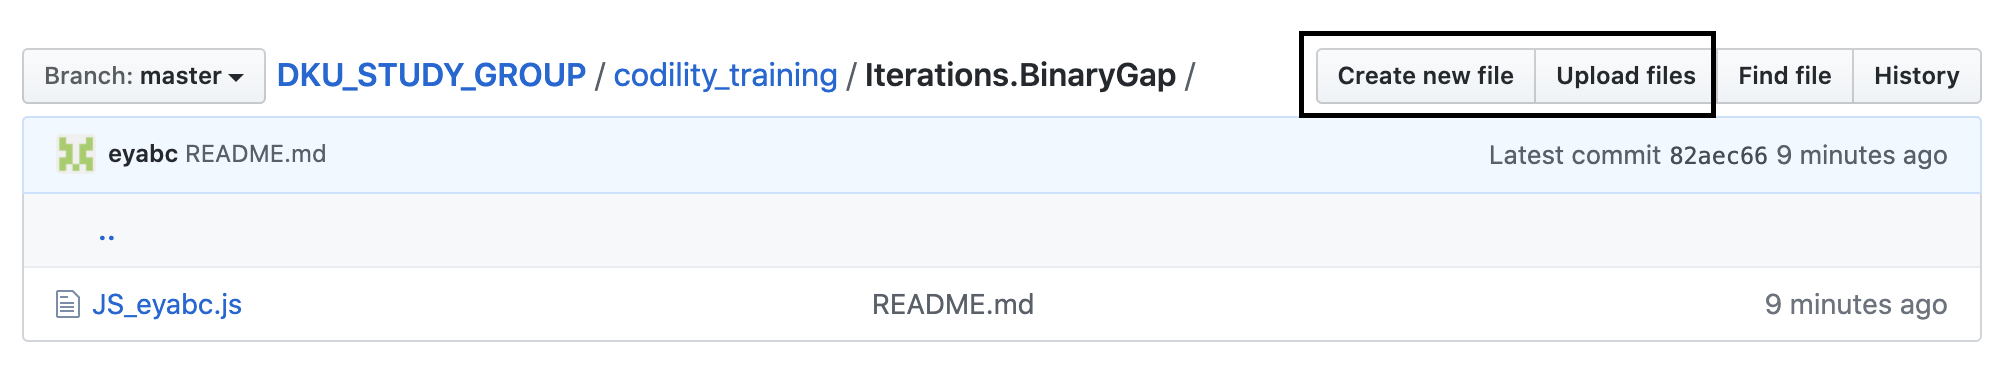 Branch: master DKU_STUDY_GROUP / codility_training / Iterations.BinaryGap / Create new file Upload files Find file History
eyabc README.md Latest commit 82aec66 9 minutes ago
..
JS_eyabc.js README.md 9 minutes ago